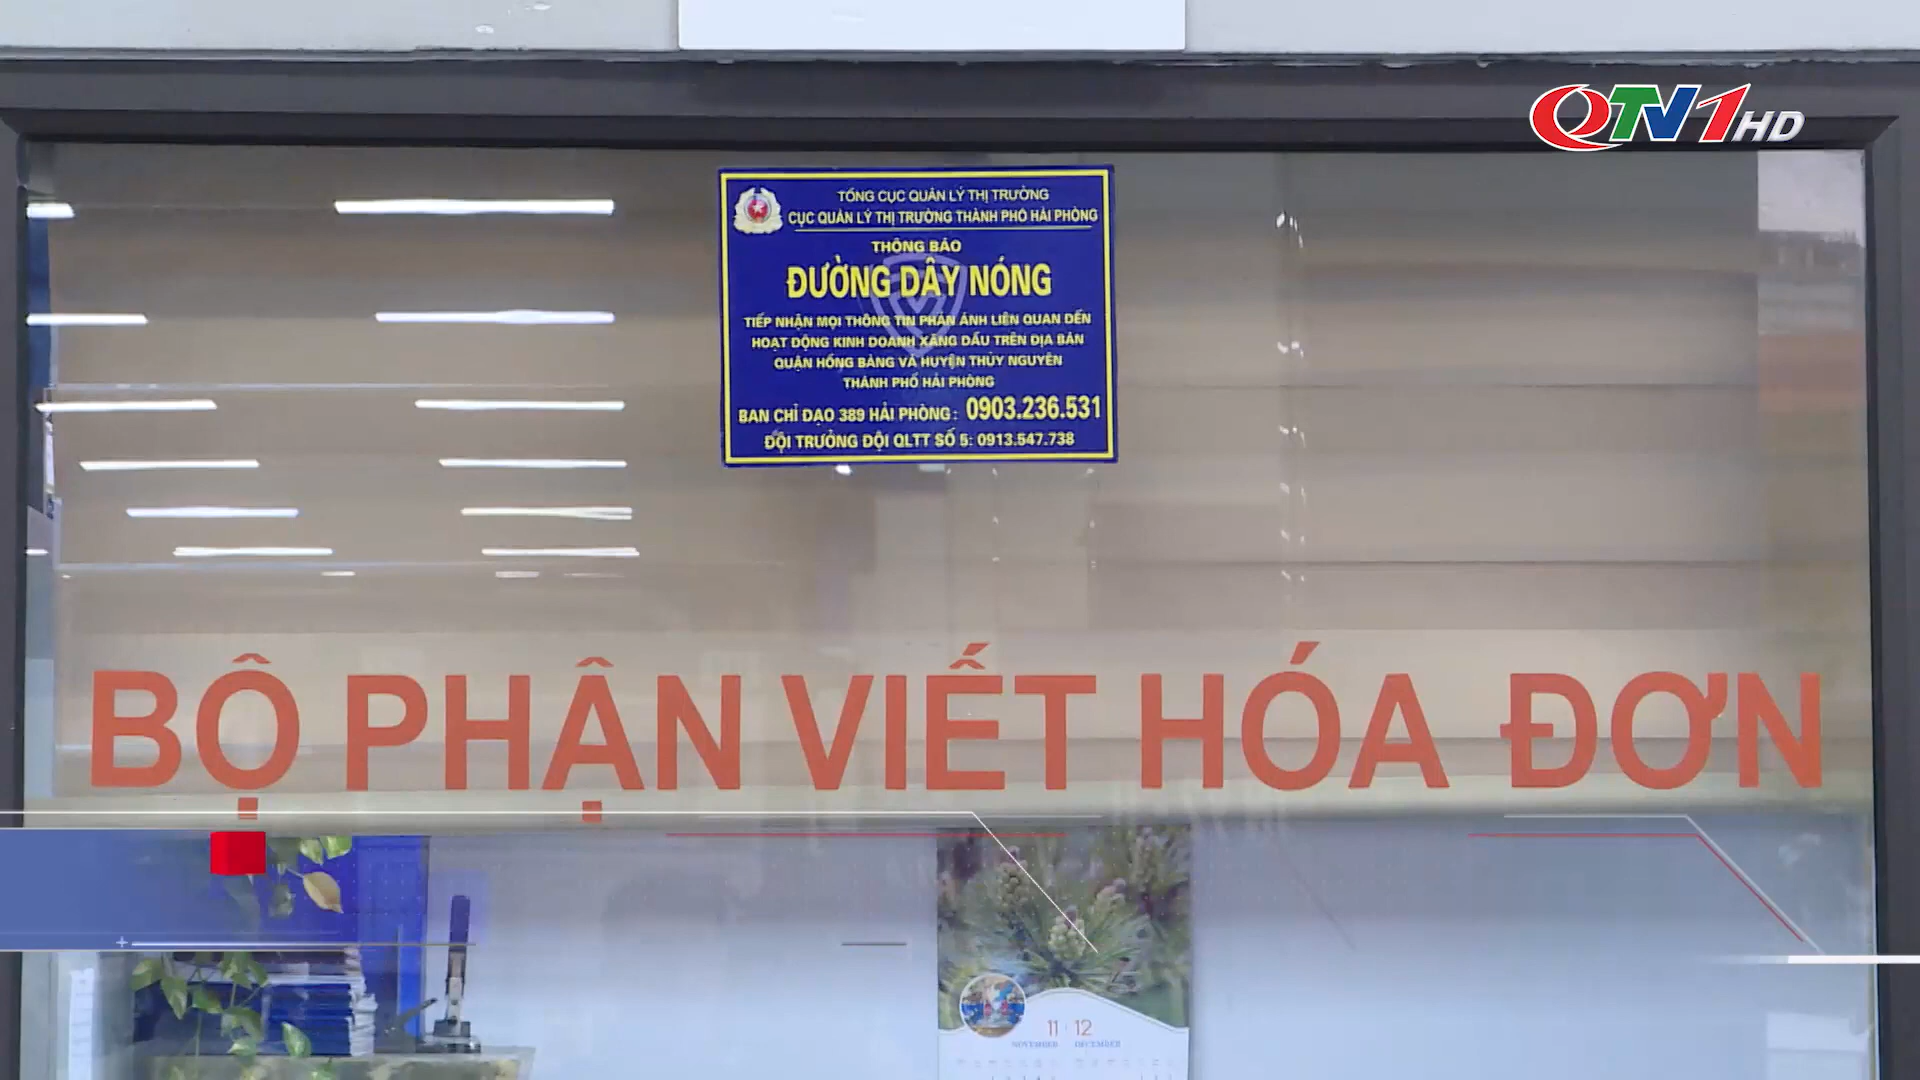 QTV1HD
TỔNG CỤC QUẢN LÝ THỊ TRƯỜNG
CỤC QUẢN LÝ THỊ TRƯỜNG THÀNH PHỐ HẢI PHÒNG
THÔNG BÁO
ĐƯỜNG DÂY NÓNG
TIẾP NHẬN MỌI THÔNG TIN PHẢN ÁNH LIÊN QUAN ĐẾN
HOẠT ĐỘNG KINH DOANH XĂNG DẦU TRÊN ĐỊA BÀN
QUẬN HỒNG BÀNG VÀ HUYỆN THỦY NGUYÊN
THÀNH PHỐ HẢI PHÒNG
BAN CHỈ ĐẠO 389 HẢI PHÒNG: 0903.236.531
ĐỘI TRƯỞNG ĐỘI QLTT SỐ 5: 0913.547.738
BỘ PHẬN VIẾT HÓA ĐƠN
11 12
NOVEMBER DECEMBER